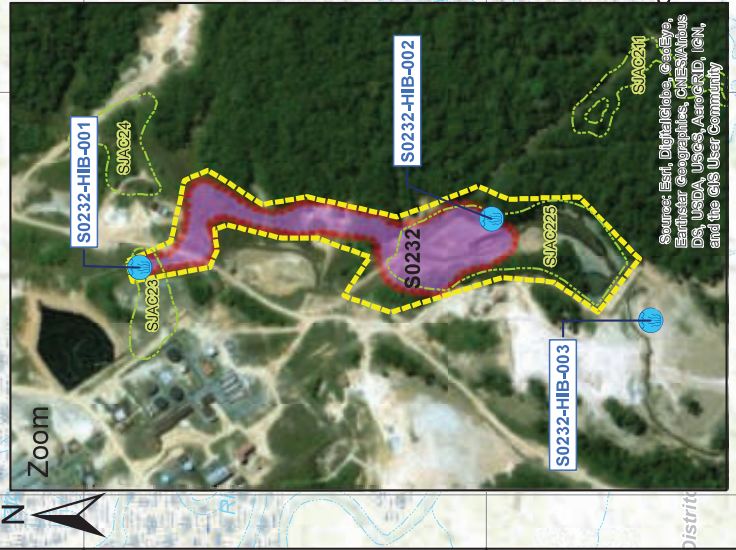 N
Zoom
S0232-HIB-001
S0232-HIB-002
SJAC24
SJAC23
S0232
SJAC225
SJAC211
S0232-HIB-003
Source: Esri, DigitalGlobe, GeoEye,
Earthstar Geographics, CNES/Airbus
DS, USDA, USGS, AeroGRID, IGN,
and the GIS User Community
Distrito